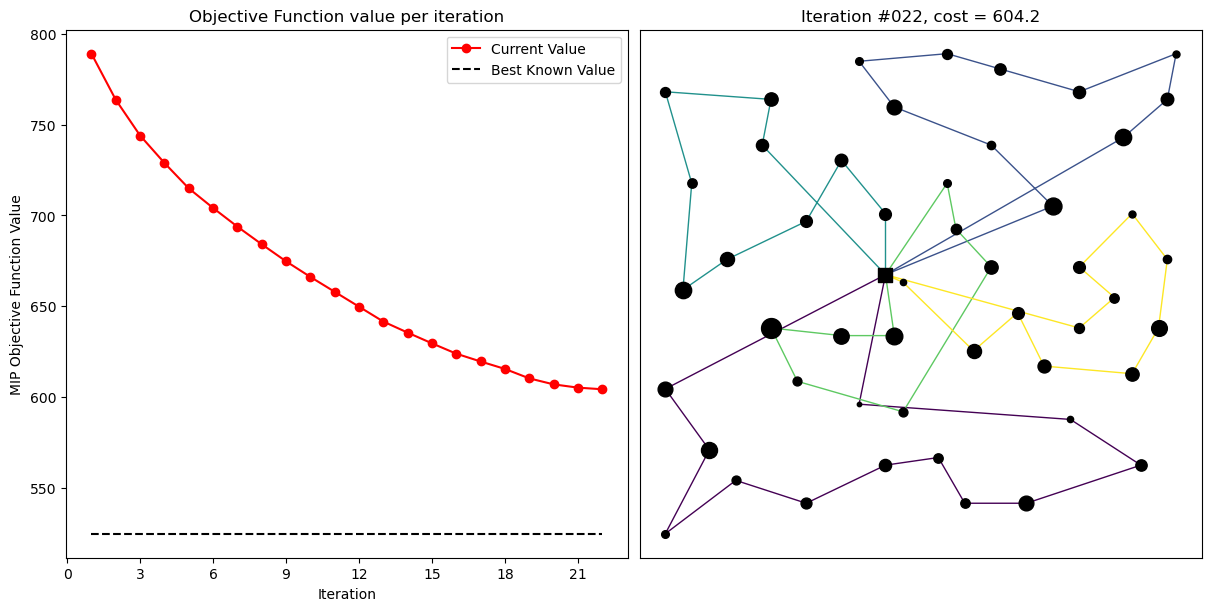 Objective Function value per iteration
800
750
700
650
600
550
MIP Objective Function Value
Current Value
Best Known Value
0 3 6 9 12 15 18 21
Iteration
Iteration #022, cost = 604.2